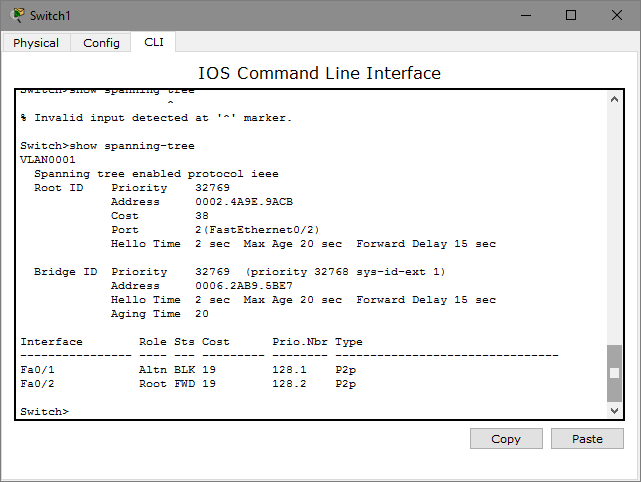 Switch1
Physical Config CLI
IOS Command Line Interface
Switch>show spanning tree
^
% Invalid input detected at '^' marker.
Switch>show spanning-tree
VLAN0001
Spanning tree enabled protocol ieee
Root ID Priority 32769
Address 0002.4A9E.9ACB
Cost 38
Port 2(FastEthernet0/2)
Hello Time 2 sec Max Age 20 sec Forward Delay 15 sec
Bridge ID Priority 32769 (priority 32768 sys-id-ext 1)
Address 0006.2AB9.5BE7
Hello Time 2 sec Max Age 20 sec Forward Delay 15 sec
Aging Time 20
Interface Role Sts Cost Prio.Nbr Type
---------------- ---- --- --------- -------- --------------------------------
Fa0/1 Altn BLK 19 128.1 P2p
Fa0/2 Root FWD 19 128.2 P2p
Switch>
Copy Paste